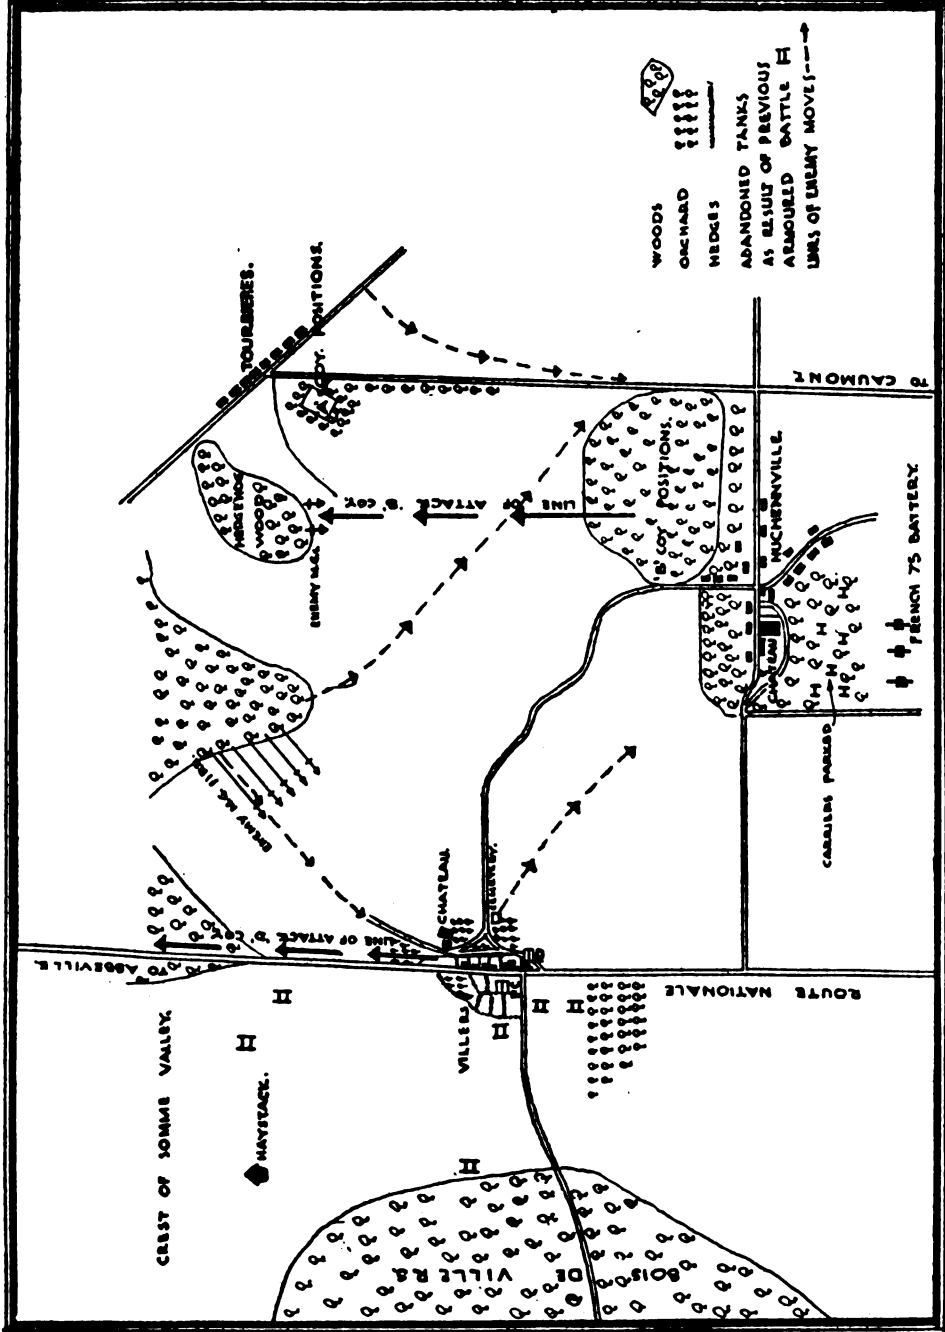 TO ABBEVILLE.
CREST OF SOMME VALLEY.
HAYSTACK.
BOIS DE VILLERS
VILLERS
CHATEAU.
LINE OF ATTACK. 'D' COY.
ENEMY M.G. FIRE
ROUTE NATIONALE
HEDGEHOG
WOOD
ENEMY M.G.
LINE OF ATTACK. 'B' COY.
TOURBIERES.
COY. POSITIONS.
'B' COY POSITIONS.
HUCHENNVILLE.
CHATEAU
CARRIERS PARKED
FRENCH 75 BATTERY.
CAUMONT.
WOODS
ORCHARD
HEDGES
ABANDONED TANKS
AS RESULT OF PREVIOUS
ARMOURED BATTLE
LINES OF ENEMY MOVES